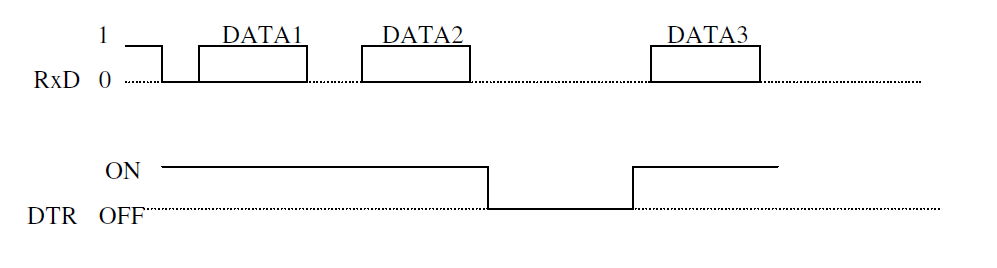 1 DATA1 DATA2 DATA3
RxD 0
ON
DTR OFF